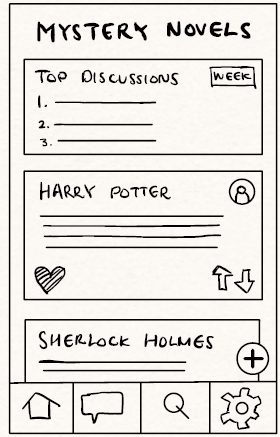 MYSTERY NOVELS
TOP DISCUSSIONS
WEEK
1.
2.
3.
HARRY POTTER
SHERLOCK HOLMES